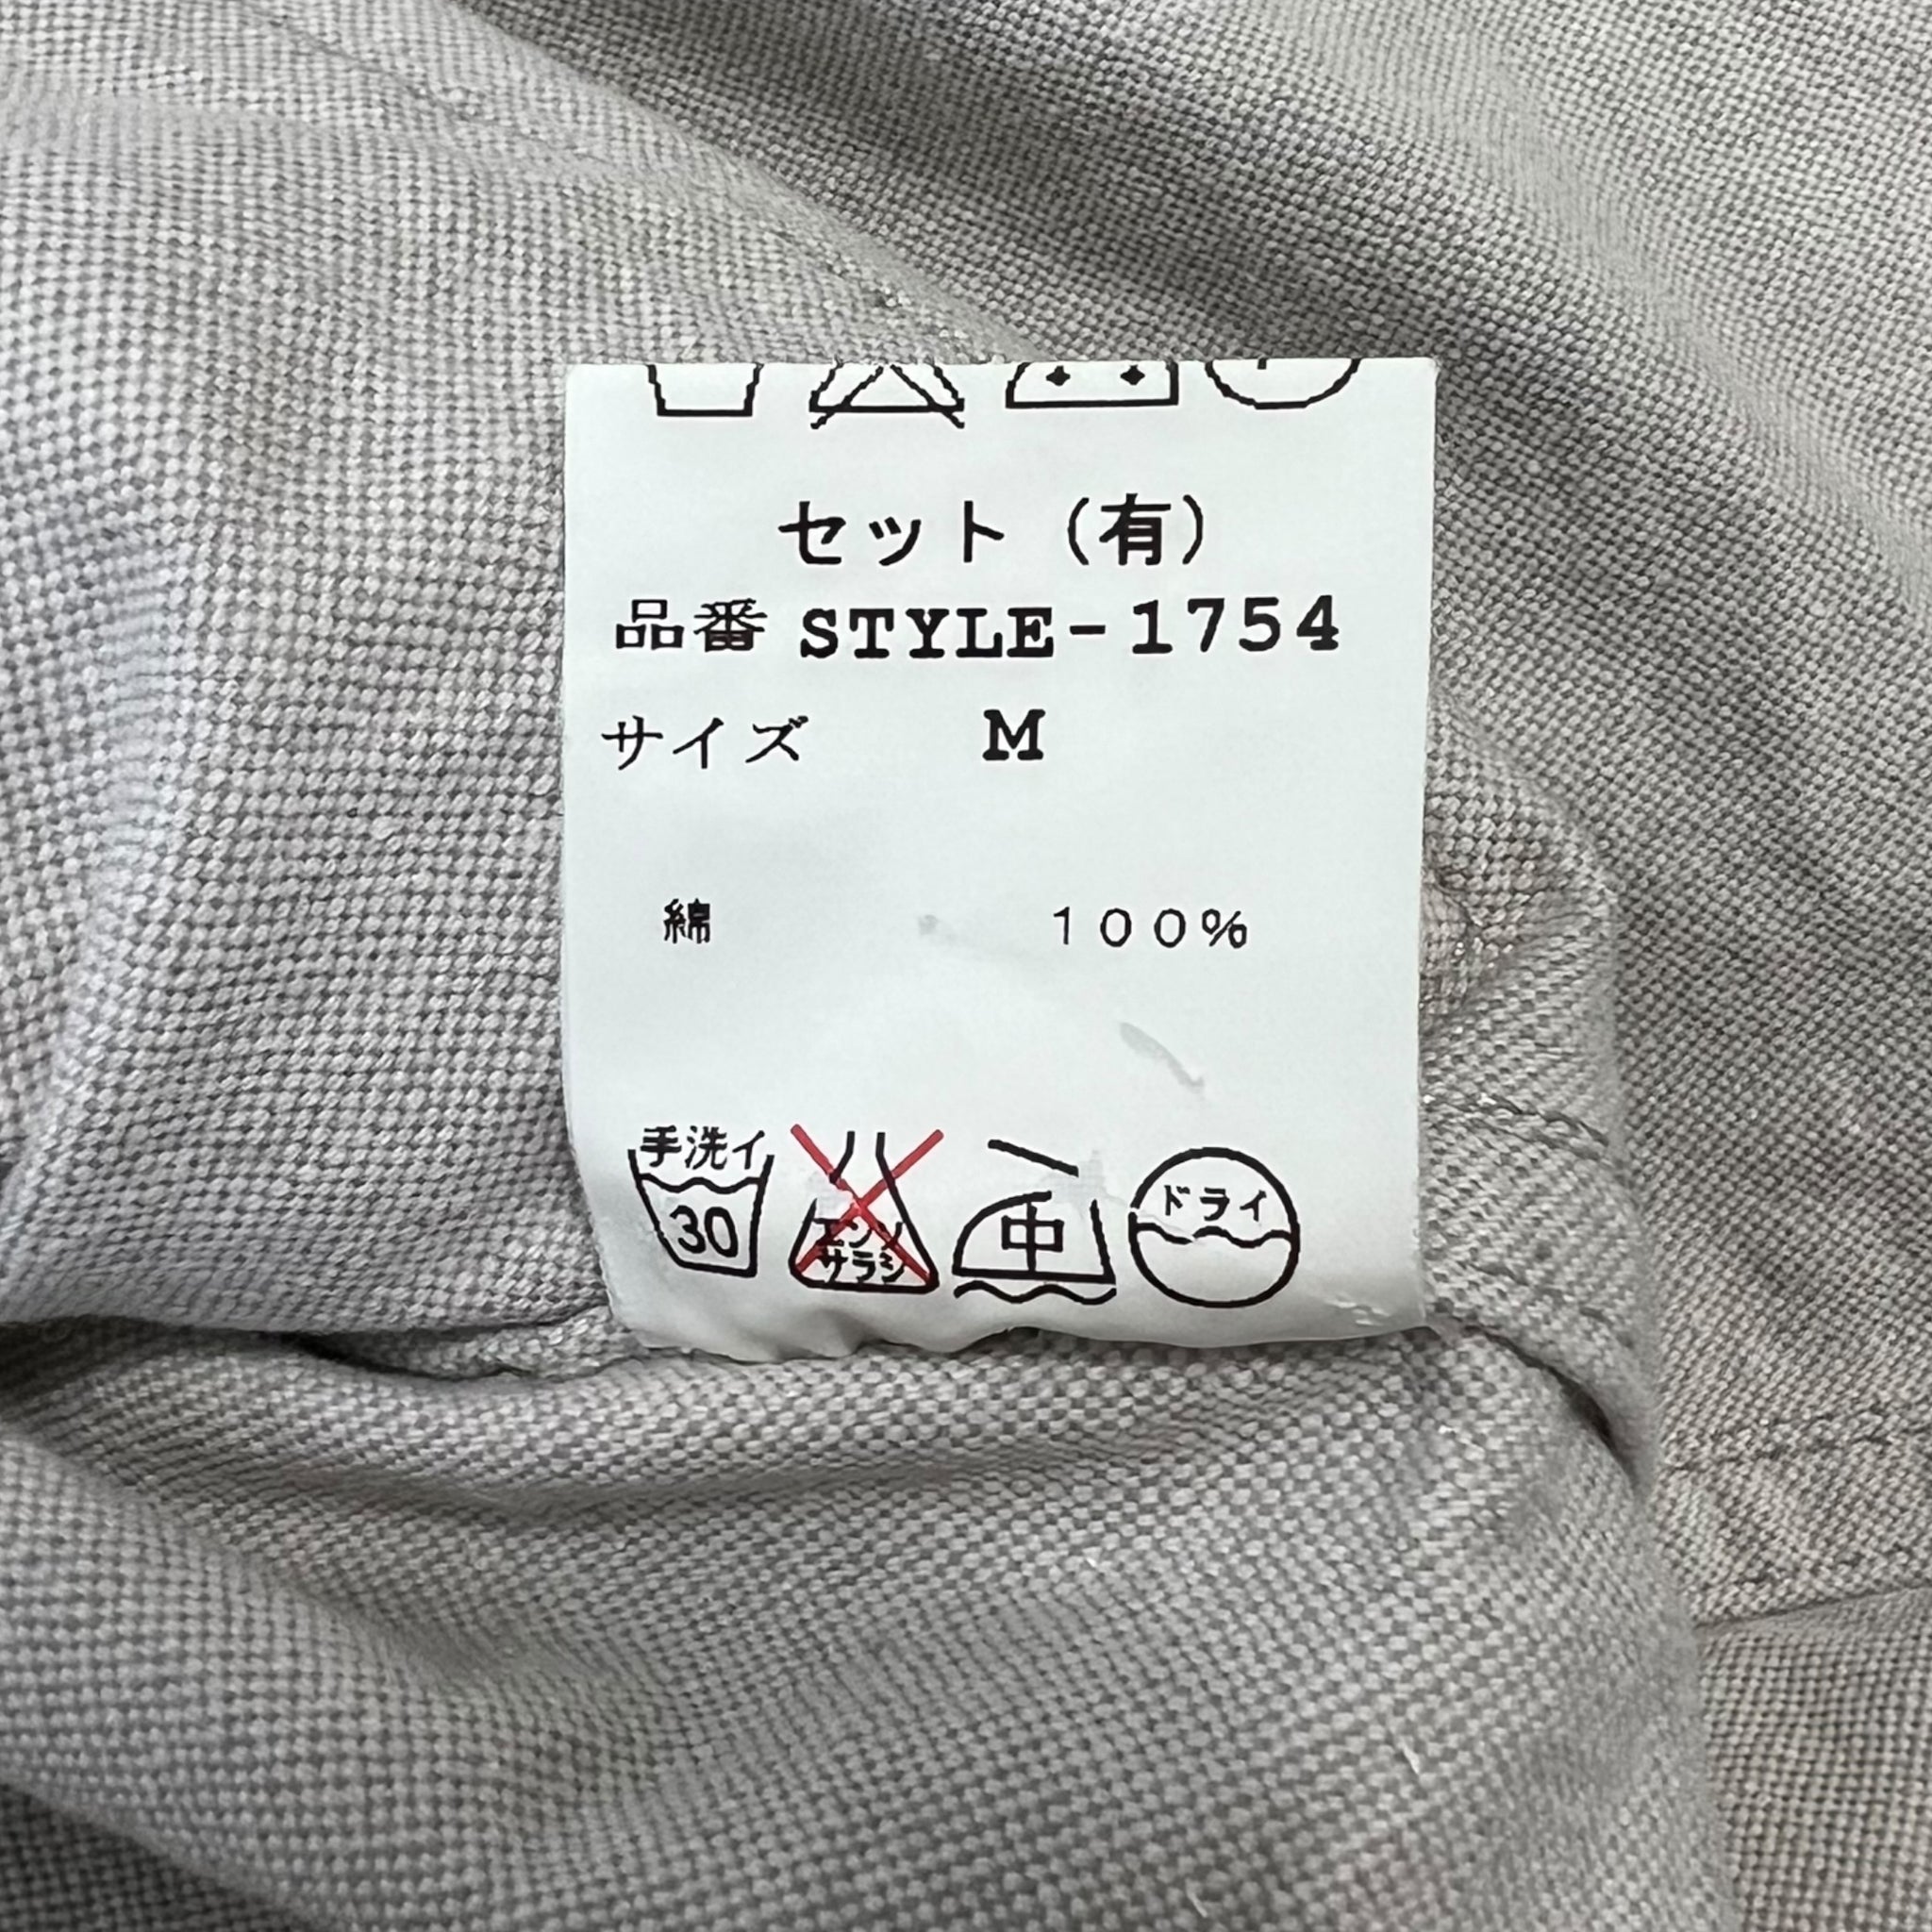 セット（有）
品番 STYLE-1754
サイズ M
綿 100%
手洗イ
30
エンソ
サラシ
中
ドライ